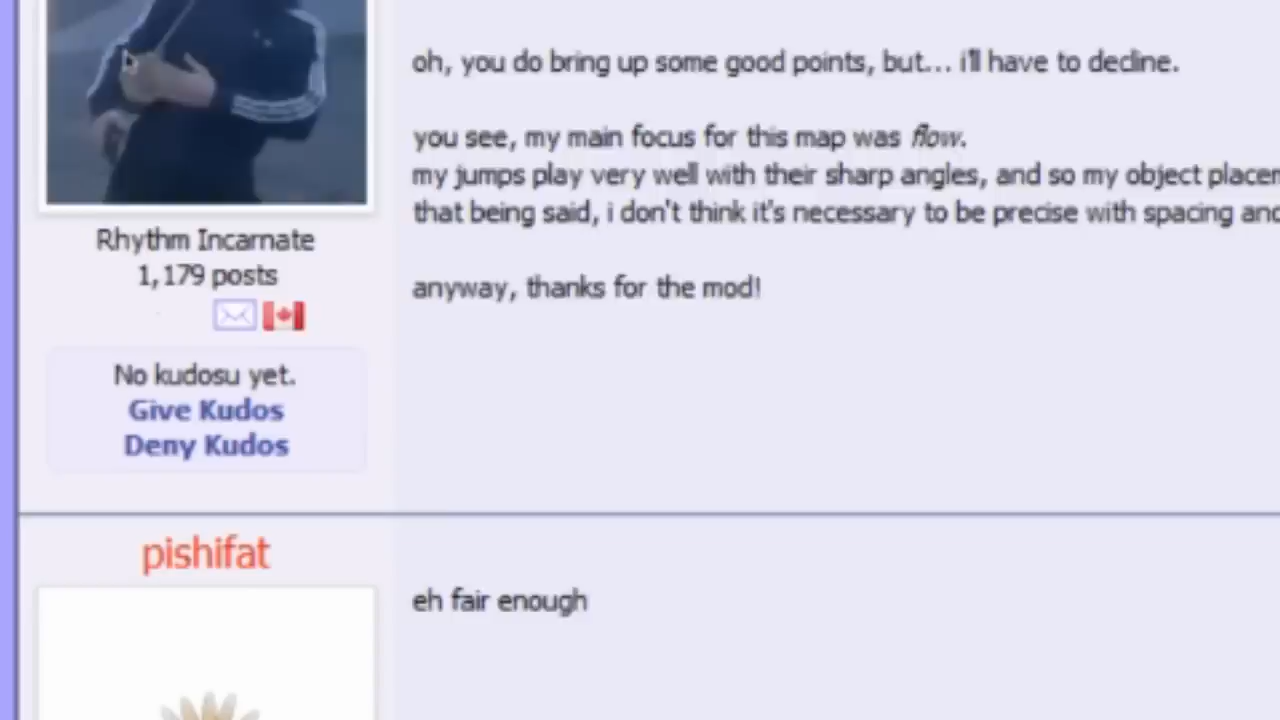 oh, you do bring up some good points, but... i'll have to decline.
you see, my main focus for this map was flow.
my jumps play very well with their sharp angles, and so my object placem
that being said, i don't think it's necessary to be precise with spacing and
anyway, thanks for the mod!
Rhythm Incarnate
1,179 posts
No kudosu yet.
Give Kudos
Deny Kudos
pishifat
eh fair enough